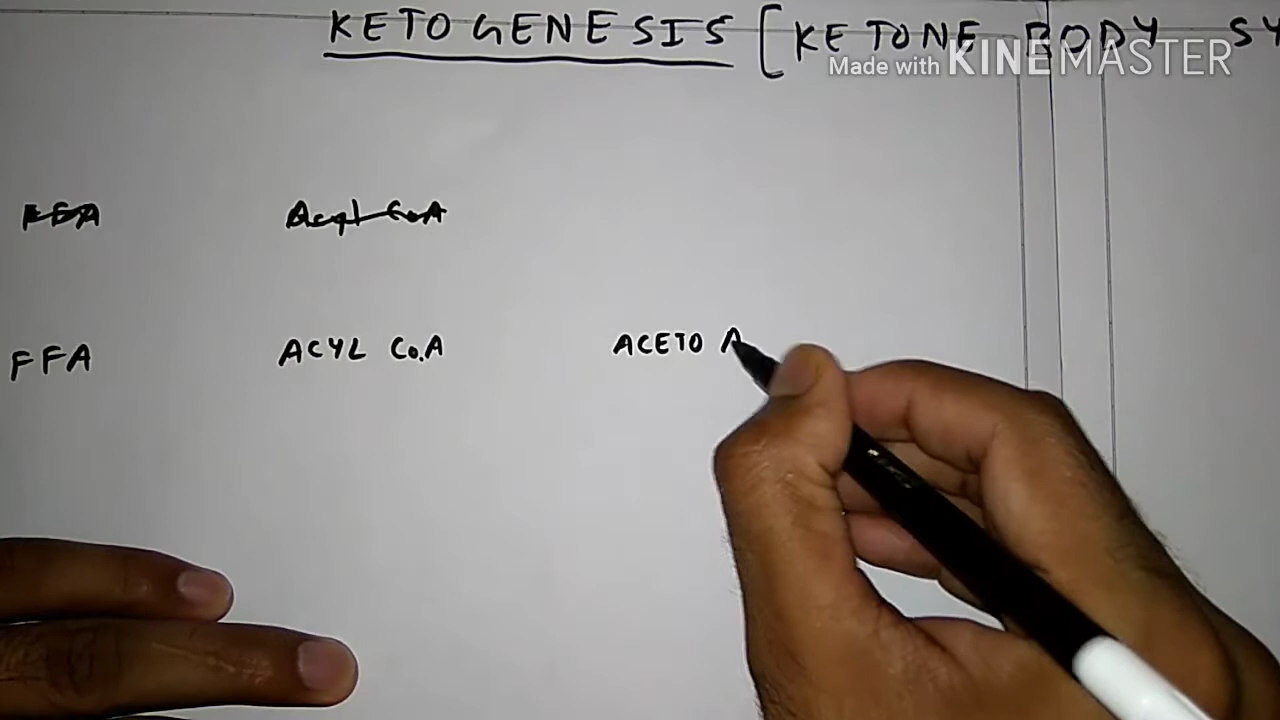 KETOGENESIS [KETONE BODY SY
Made with KINEMASTER
FFA Acyl CoA
FFA ACYL Co.A ACETO A